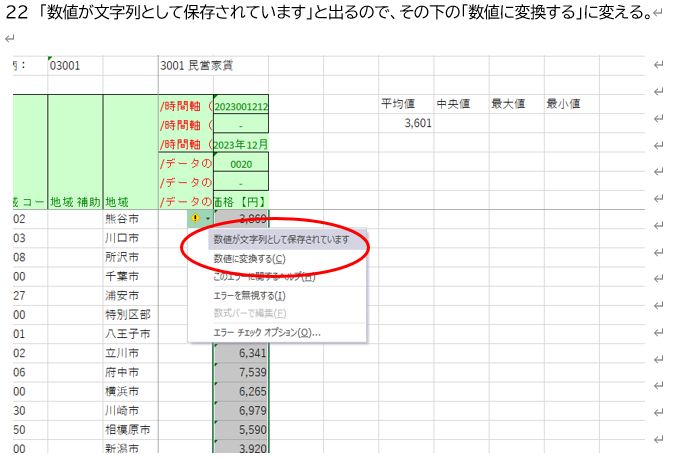 22 「数値が文字列として保存されています」と出るので、その下の「数値に変換する」に変える。
03001 3001 民営家賃
/時間軸（ 2023001212 平均値 中央値 最大値 最小値
/時間軸（ - 3,601
/時間軸（ 2023年12月
/データの 0020
/データの -
コー 地域 補助 地域 /データの 価格【円】
02 熊谷市 3,869
03 川口市 数値が文字列として保存されています
08 所沢市 数値に変換する(C)
00 千葉市 このエラーに関するヘルプ(H)
27 浦安市 エラーを無視する(I)
00 特別区部 数式バーで編集(F)
01 八王子市 エラー チェック オプション(O)...
02 立川市 6,341
06 府中市 7,539
00 横浜市 6,265
30 川崎市 6,979
50 相模原市 5,590
00 新潟市 3,920